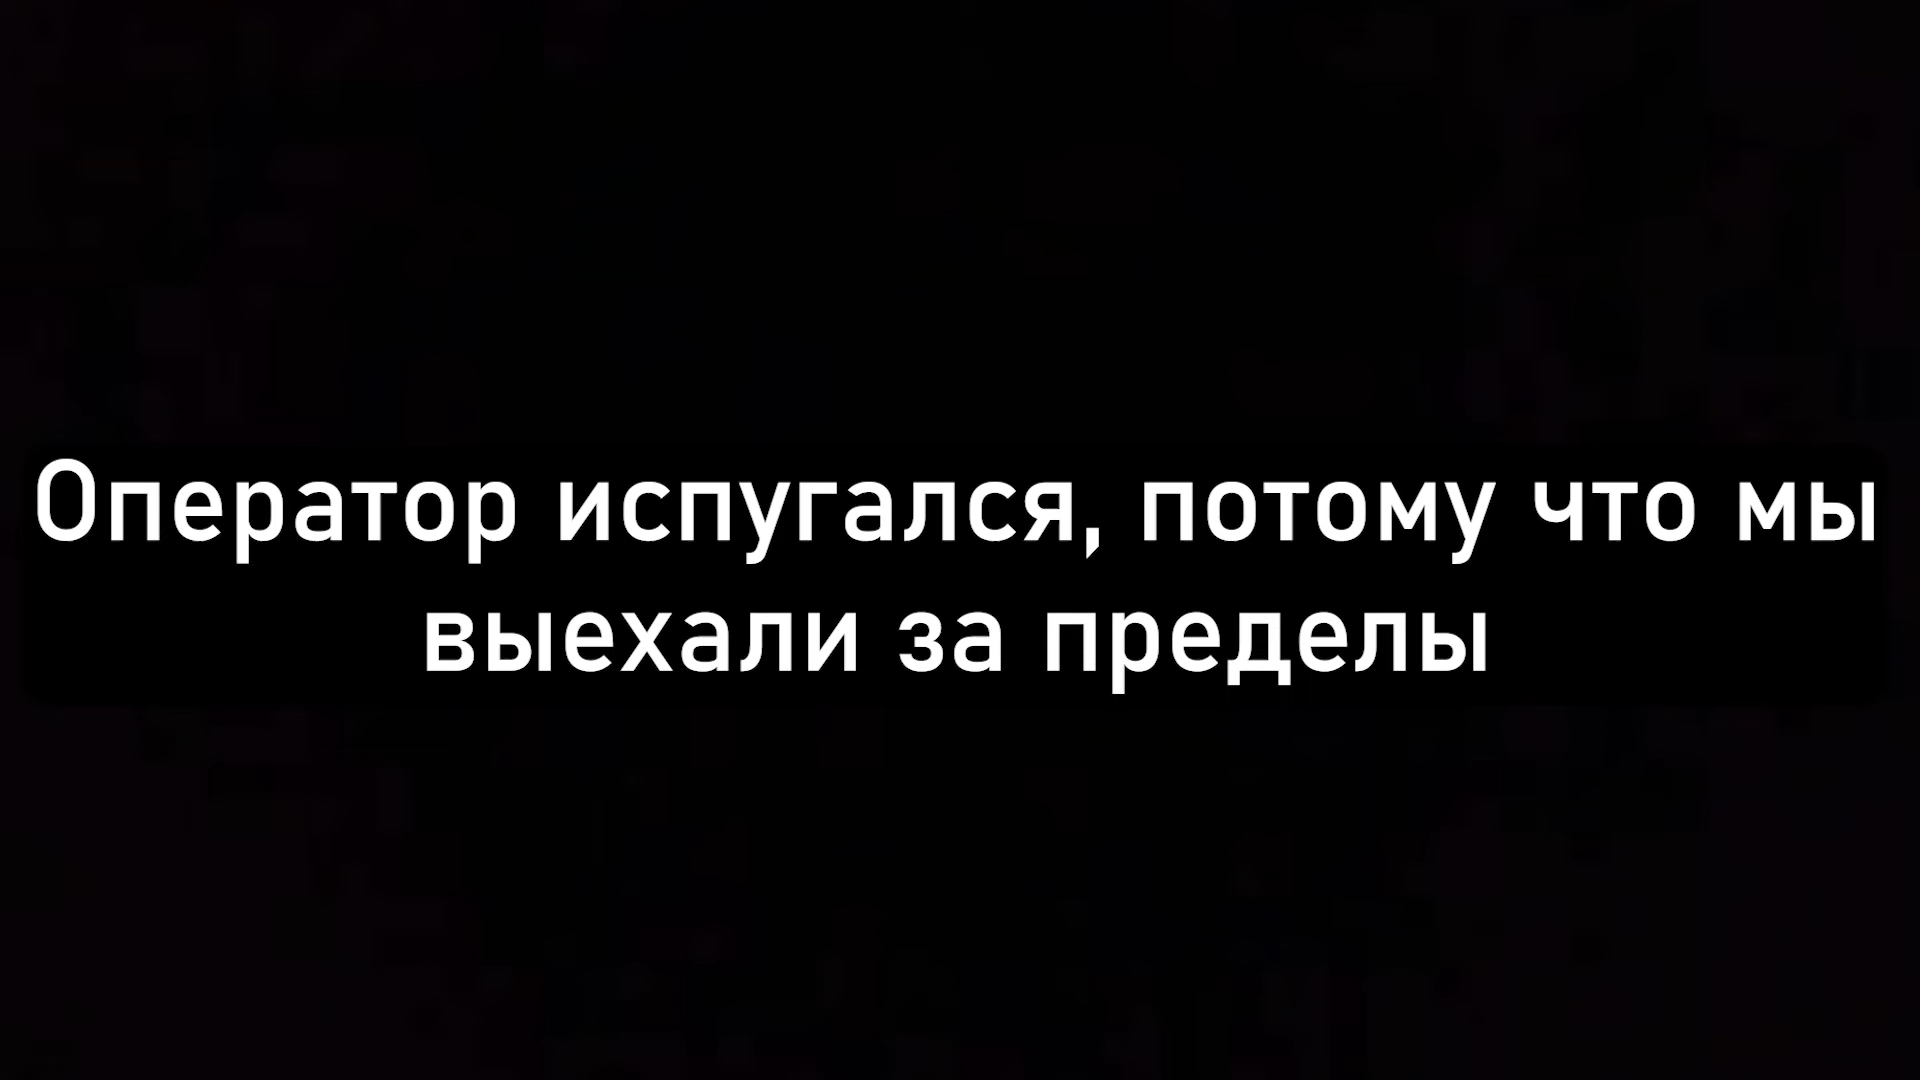 Оператор испугался, потому что мы
выехали за пределы